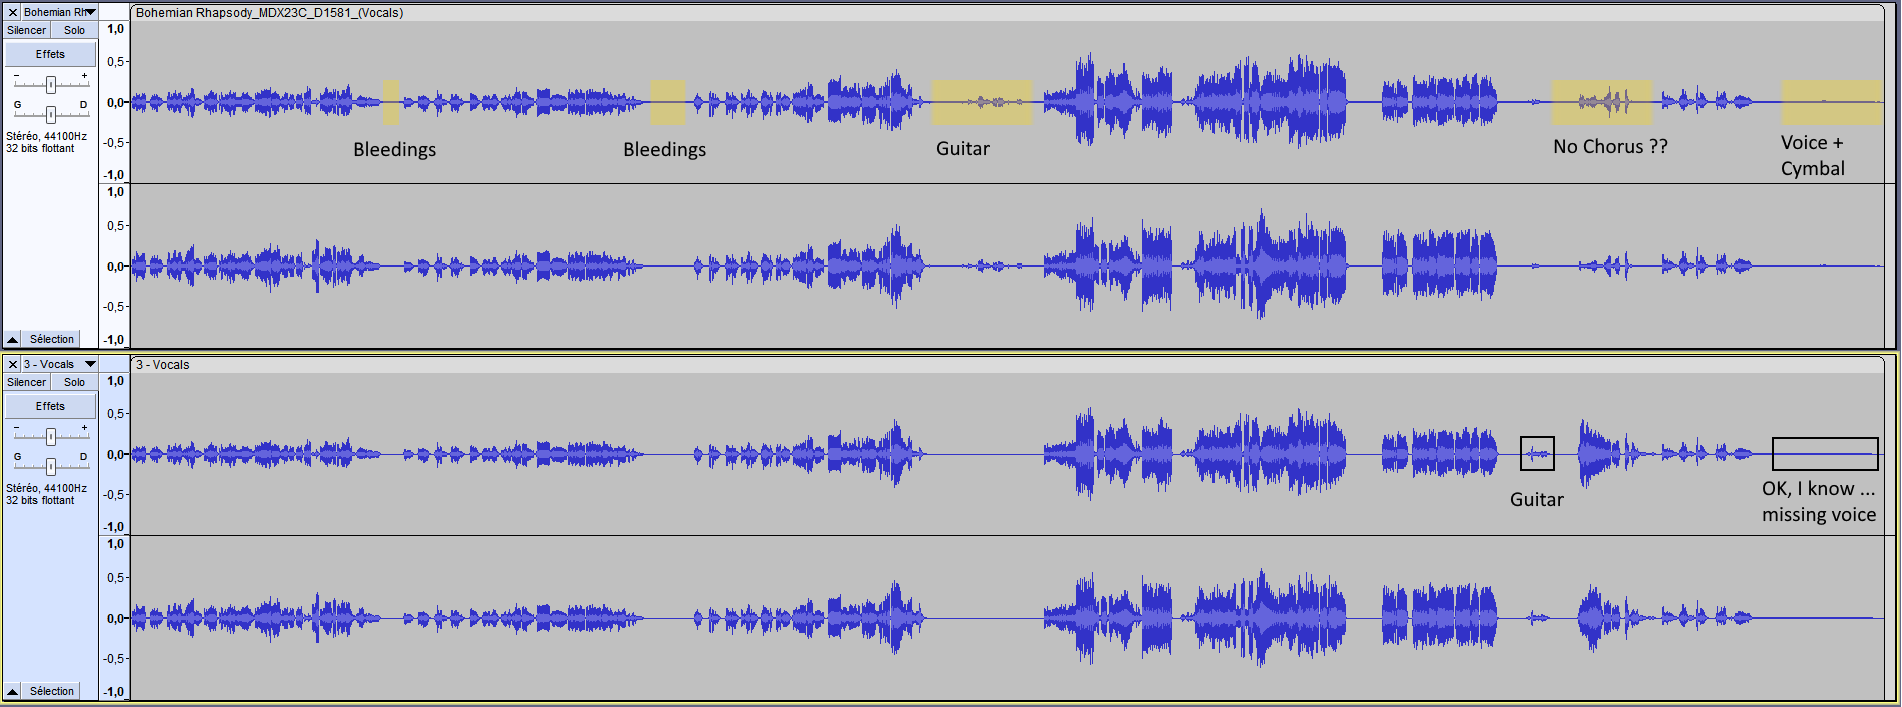 Bohemian Rh
Bohemian Rhapsody_MDX23C_D1581_(Vocals)
Silencer Solo
Effets
- +
G D
Stéréo, 44100Hz
32 bits flottant
Sélection
1,0
0,5
0,0
-0,5
-1,0
1,0
0,5
0,0
-0,5
-1,0
Bleedings
Bleedings
Guitar
No Chorus ??
Voice +
Cymbal
3 - Vocals
3 - Vocals
Silencer Solo
Effets
- +
G D
Stéréo, 44100Hz
32 bits flottant
Sélection
1,0
0,5
0,0
-0,5
-1,0
1,0
0,5
0,0
-0,5
-1,0
Guitar
OK, I know ...
missing voice